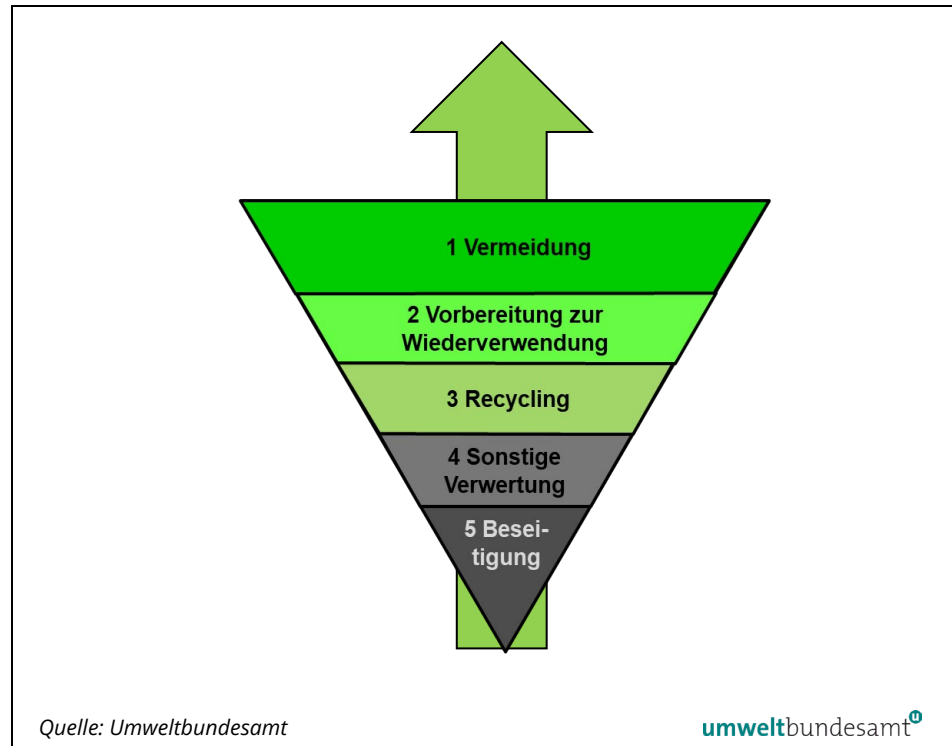 1 Vermeidung
2 Vorbereitung zur
Wiederverwendung
3 Recycling
4 Sonstige
Verwertung
5 Besei-
tigung
Quelle: Umweltbundesamt
umweltbundesamt
u